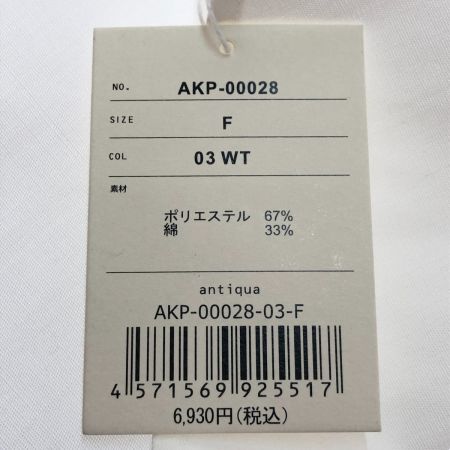 NO. AKP-00028
SIZE F
COL 03 WT
素材
ポリエステル 67%
綿 33%
antiqua
AKP-00028-03-F
4 571569 925517
6,930円(税込)